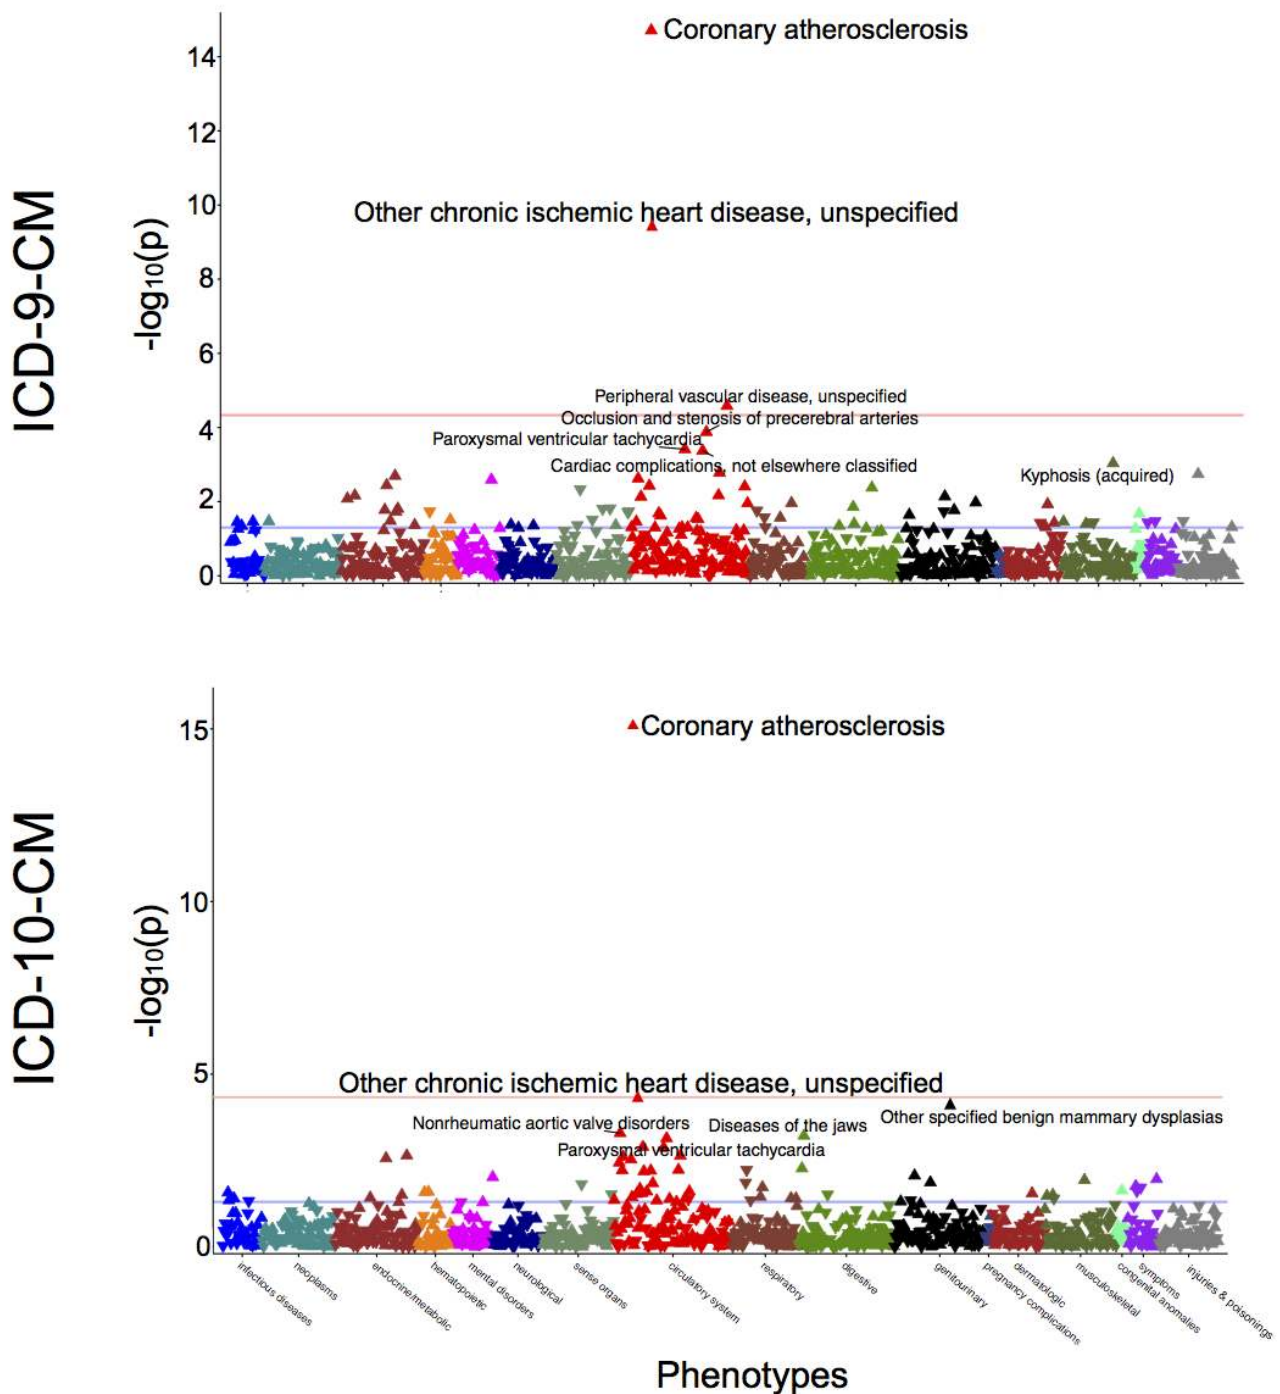 ICD-9-CM
-log10(p)
14
12
10
8
6
4
2
0
Coronary atherosclerosis
Other chronic ischemic heart disease, unspecified
Peripheral vascular disease, unspecified
Occlusion and stenosis of precerebral arteries
Paroxysmal ventricular tachycardia
Cardiac complications, not elsewhere classified
Kyphosis (acquired)
ICD-10-CM
-log10(p)
15
10
5
0
Coronary atherosclerosis
Other chronic ischemic heart disease, unspecified
Nonrheumatic aortic valve disorders
Diseases of the jaws
Other specified benign mammary dysplasias
Paroxysmal ventricular tachycardia
infectious diseases
neoplasms
endocrine/metabolic
hematopoietic
mental disorders
neurological
sense organs
circulatory system
respiratory
digestive
genitourinary
pregnancy complications
dermatologic
musculoskeletal
congenital anomalies
symptoms
injuries & poisonings
Phenotypes